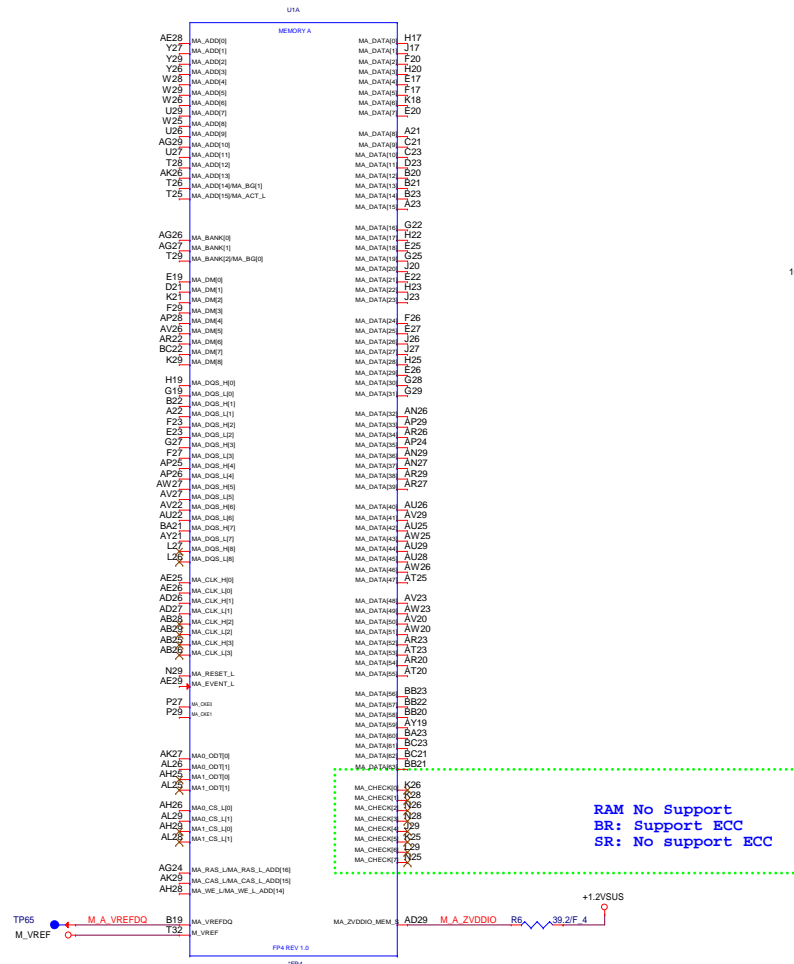 U1A
MEMORY A
AE28 MA_ADD[0]
Y27 MA_ADD[1]
Y29 MA_ADD[2]
Y26 MA_ADD[3]
W28 MA_ADD[4]
W29 MA_ADD[5]
W26 MA_ADD[6]
U29 MA_ADD[7]
W25 MA_ADD[8]
U26 MA_ADD[9]
AG29 MA_ADD[10]
U27 MA_ADD[11]
T28 MA_ADD[12]
AK26 MA_ADD[13]
T26 MA_ADD[14]/MA_BG[1]
T25 MA_ADD[15]/MA_ACT_L
AG26 MA_BANK[0]
AG27 MA_BANK[1]
T29 MA_BANK[2]/MA_BG[0]
E19 MA_DM[0]
D21 MA_DM[1]
K21 MA_DM[2]
F29 MA_DM[3]
AP28 MA_DM[4]
AV26 MA_DM[5]
AR22 MA_DM[6]
BC22 MA_DM[7]
K29 MA_DM[8]
H19 MA_DQS_H[0]
G19 MA_DQS_L[0]
B22 MA_DQS_H[1]
A22 MA_DQS_L[1]
F23 MA_DQS_H[2]
E23 MA_DQS_L[2]
G27 MA_DQS_H[3]
F27 MA_DQS_L[3]
AP25 MA_DQS_H[4]
AP26 MA_DQS_L[4]
AW27 MA_DQS_H[5]
AV27 MA_DQS_L[5]
AV22 MA_DQS_H[6]
AU22 MA_DQS_L[6]
BA21 MA_DQS_H[7]
AY21 MA_DQS_L[7]
L27 MA_DQS_H[8]
L26 MA_DQS_L[8]
AE25 MA_CLK_H[0]
AE26 MA_CLK_L[0]
AD26 MA_CLK_H[1]
AD27 MA_CLK_L[1]
AB28 MA_CLK_H[2]
AB29 MA_CLK_L[2]
AB25 MA_CLK_H[3]
AB26 MA_CLK_L[3]
N29 MA_RESET_L
AE29 MA_EVENT_L
P27 MA_CKE0
P29 MA_CKE1
AK27 MA0_ODT[0]
AL26 MA0_ODT[1]
AH25 MA1_ODT[0]
AL25 MA1_ODT[1]
AH26 MA0_CS_L[0]
AL29 MA0_CS_L[1]
AH29 MA1_CS_L[0]
AL28 MA1_CS_L[1]
AG24 MA_RAS_L/MA_RAS_L_ADD[16]
AK29 MA_CAS_L/MA_CAS_L_ADD[15]
AH28 MA_WE_L/MA_WE_L_ADD[14]
TP65 M_A_VREFDQ B19 MA_VREFDQ
M_VREF T32 M_VREF
MA_DATA[0] H17
MA_DATA[1] J17
MA_DATA[2] F20
MA_DATA[3] H20
MA_DATA[4] E17
MA_DATA[5] F17
MA_DATA[6] K18
MA_DATA[7] E20
MA_DATA[8] A21
MA_DATA[9] C21
MA_DATA[10] C23
MA_DATA[11] D23
MA_DATA[12] B20
MA_DATA[13] B21
MA_DATA[14] B23
MA_DATA[15] A23
MA_DATA[16] G22
MA_DATA[17] H22
MA_DATA[18] E25
MA_DATA[19] G25
MA_DATA[20] J20
MA_DATA[21] E22
MA_DATA[22] H23
MA_DATA[23] J23
MA_DATA[24] F26
MA_DATA[25] E27
MA_DATA[26] J26
MA_DATA[27] J27
MA_DATA[28] H25
MA_DATA[29] E26
MA_DATA[30] G28
MA_DATA[31] G29
MA_DATA[32] AN26
MA_DATA[33] AP29
MA_DATA[34] AR26
MA_DATA[35] AP24
MA_DATA[36] AN29
MA_DATA[37] AN27
MA_DATA[38] AR29
MA_DATA[39] AR27
MA_DATA[40] AU26
MA_DATA[41] AV29
MA_DATA[42] AU25
MA_DATA[43] AW25
MA_DATA[44] AU29
MA_DATA[45] AU28
MA_DATA[46] AW26
MA_DATA[47] AT25
MA_DATA[48] AV23
MA_DATA[49] AW23
MA_DATA[50] AV20
MA_DATA[51] AW20
MA_DATA[52] AR23
MA_DATA[53] AT23
MA_DATA[54] AR20
MA_DATA[55] AT20
MA_DATA[56] BB23
MA_DATA[57] BB22
MA_DATA[58] BB20
MA_DATA[59] AY19
MA_DATA[60] BA23
MA_DATA[61] BC23
MA_DATA[62] BC21
MA_DATA[63] BB21
MA_CHECK[0] K26
MA_CHECK[1] K28
MA_CHECK[2] N26
MA_CHECK[3] N28
MA_CHECK[4] J29
MA_CHECK[5] K25
MA_CHECK[6] L29
MA_CHECK[7] N25
RAM No Support
BR: Support ECC
SR: No support ECC
+1.2VSUS
MA_ZVDDIO_MEM_S AD29 M_A_ZVDDIO R6 39.2/F_4
FP4 REV 1.0